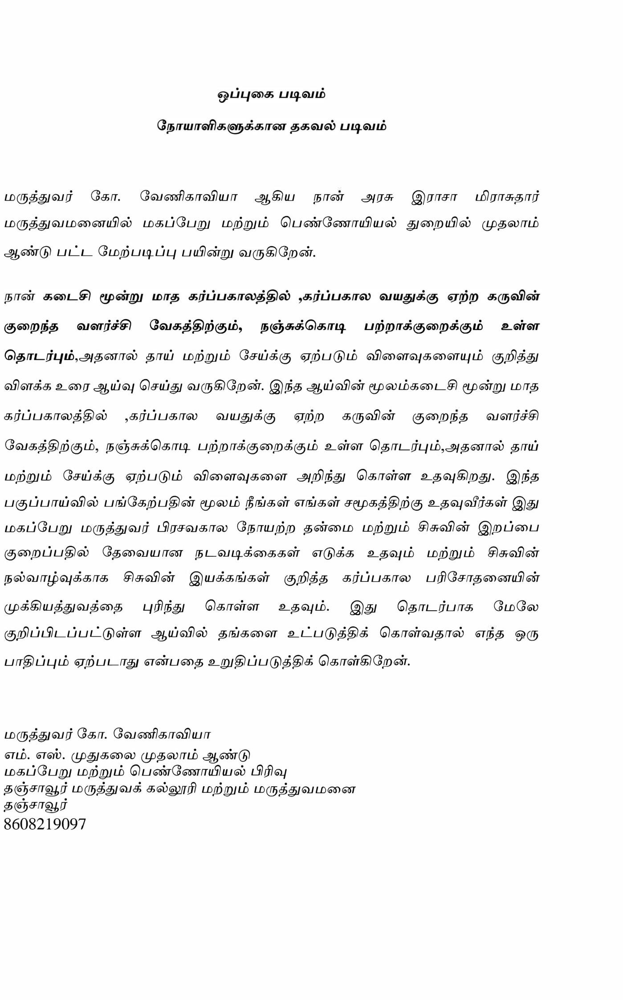 ஒப்புகை படிவம்
நோயாளிகளுக்கான தகவல் படிவம்
மருத்துவர் கோ. வேணிகாவியா ஆகிய நான் அரசு இராசா மிராசுதார்
மருத்துவமனையில் மகப்பேறு மற்றும் பெண்ணோயியல் துறையில் முதலாம்
ஆண்டு பட்ட மேற்படிப்பு பயின்று வருகிறேன்.
நான் கடைசி மூன்று மாத கர்ப்பகாலத்தில் ,கர்ப்பகால வயதுக்கு ஏற்ற கருவின்
குறைந்த வளர்ச்சி வேகத்திற்கும், நஞ்சுக்கொடி பற்றாக்குறைக்கும் உள்ள
தொடர்பும்,அதனால் தாய் மற்றும் சேய்க்கு ஏற்படும் விளைவுகளையும் குறித்து
விளக்க உரை ஆய்வு செய்து வருகிறேன். இந்த ஆய்வின் மூலம்கடைசி மூன்று மாத
கர்ப்பகாலத்தில் ,கர்ப்பகால வயதுக்கு ஏற்ற கருவின் குறைந்த வளர்ச்சி
வேகத்திற்கும், நஞ்சுக்கொடி பற்றாக்குறைக்கும் உள்ள தொடர்பும்,அதனால் தாய்
மற்றும் சேய்க்கு ஏற்படும் விளைவுகளை அறிந்து கொள்ள உதவுகிறது. இந்த
பகுப்பாய்வில் பங்கேற்பதின் மூலம் நீங்கள் எங்கள் சமூகத்திற்கு உதவுவீர்கள் இது
மகப்பேறு மருத்துவர் பிரசவகால நோயற்ற தன்மை மற்றும் சிசுவின் இறப்பை
குறைப்பதில் தேவையான நடவடிக்கைகள் எடுக்க உதவும் மற்றும் சிசுவின்
நல்வாழ்வுக்காக சிசுவின் இயக்கங்கள் குறித்த கர்ப்பகால பரிசோதனையின்
முக்கியத்துவத்தை புரிந்து கொள்ள உதவும். இது தொடர்பாக மேலே
குறிப்பிடப்பட்டுள்ள ஆய்வில் தங்களை உட்படுத்திக் கொள்வதால் எந்த ஒரு
பாதிப்பும் ஏற்படாது என்பதை உறுதிப்படுத்திக் கொள்கிறேன்.
மருத்துவர் கோ. வேணிகாவியா
எம். எஸ். முதுகலை முதலாம் ஆண்டு
மகப்பேறு மற்றும் பெண்ணோயியல் பிரிவு
தஞ்சாவூர் மருத்துவக் கல்லூரி மற்றும் மருத்துவமனை
தஞ்சாவூர்
8608219097